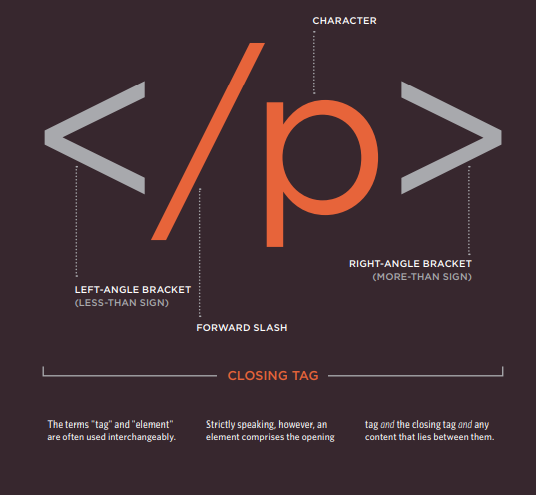 CHARACTER
</p>
LEFT-ANGLE BRACKET
(LESS-THAN SIGN)
FORWARD SLASH
RIGHT-ANGLE BRACKET
(MORE-THAN SIGN)
CLOSING TAG
The terms "tag" and "element"
are often used interchangeably.
Strictly speaking, however, an
element comprises the opening
tag and the closing tag and any
content that lies between them.